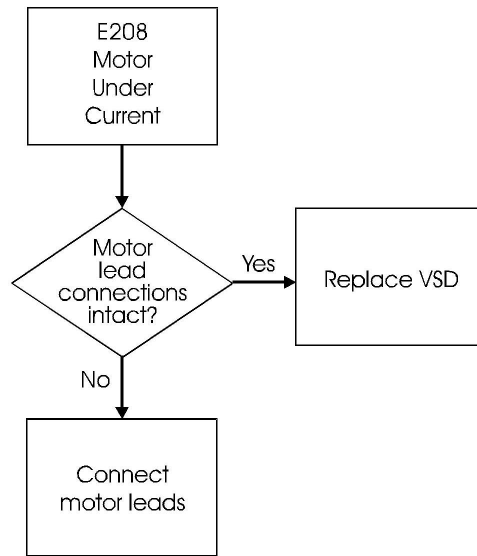 E208
Motor
Under
Current
Motor
lead
connections
intact?
Yes
Replace VSD
No
Connect
motor leads